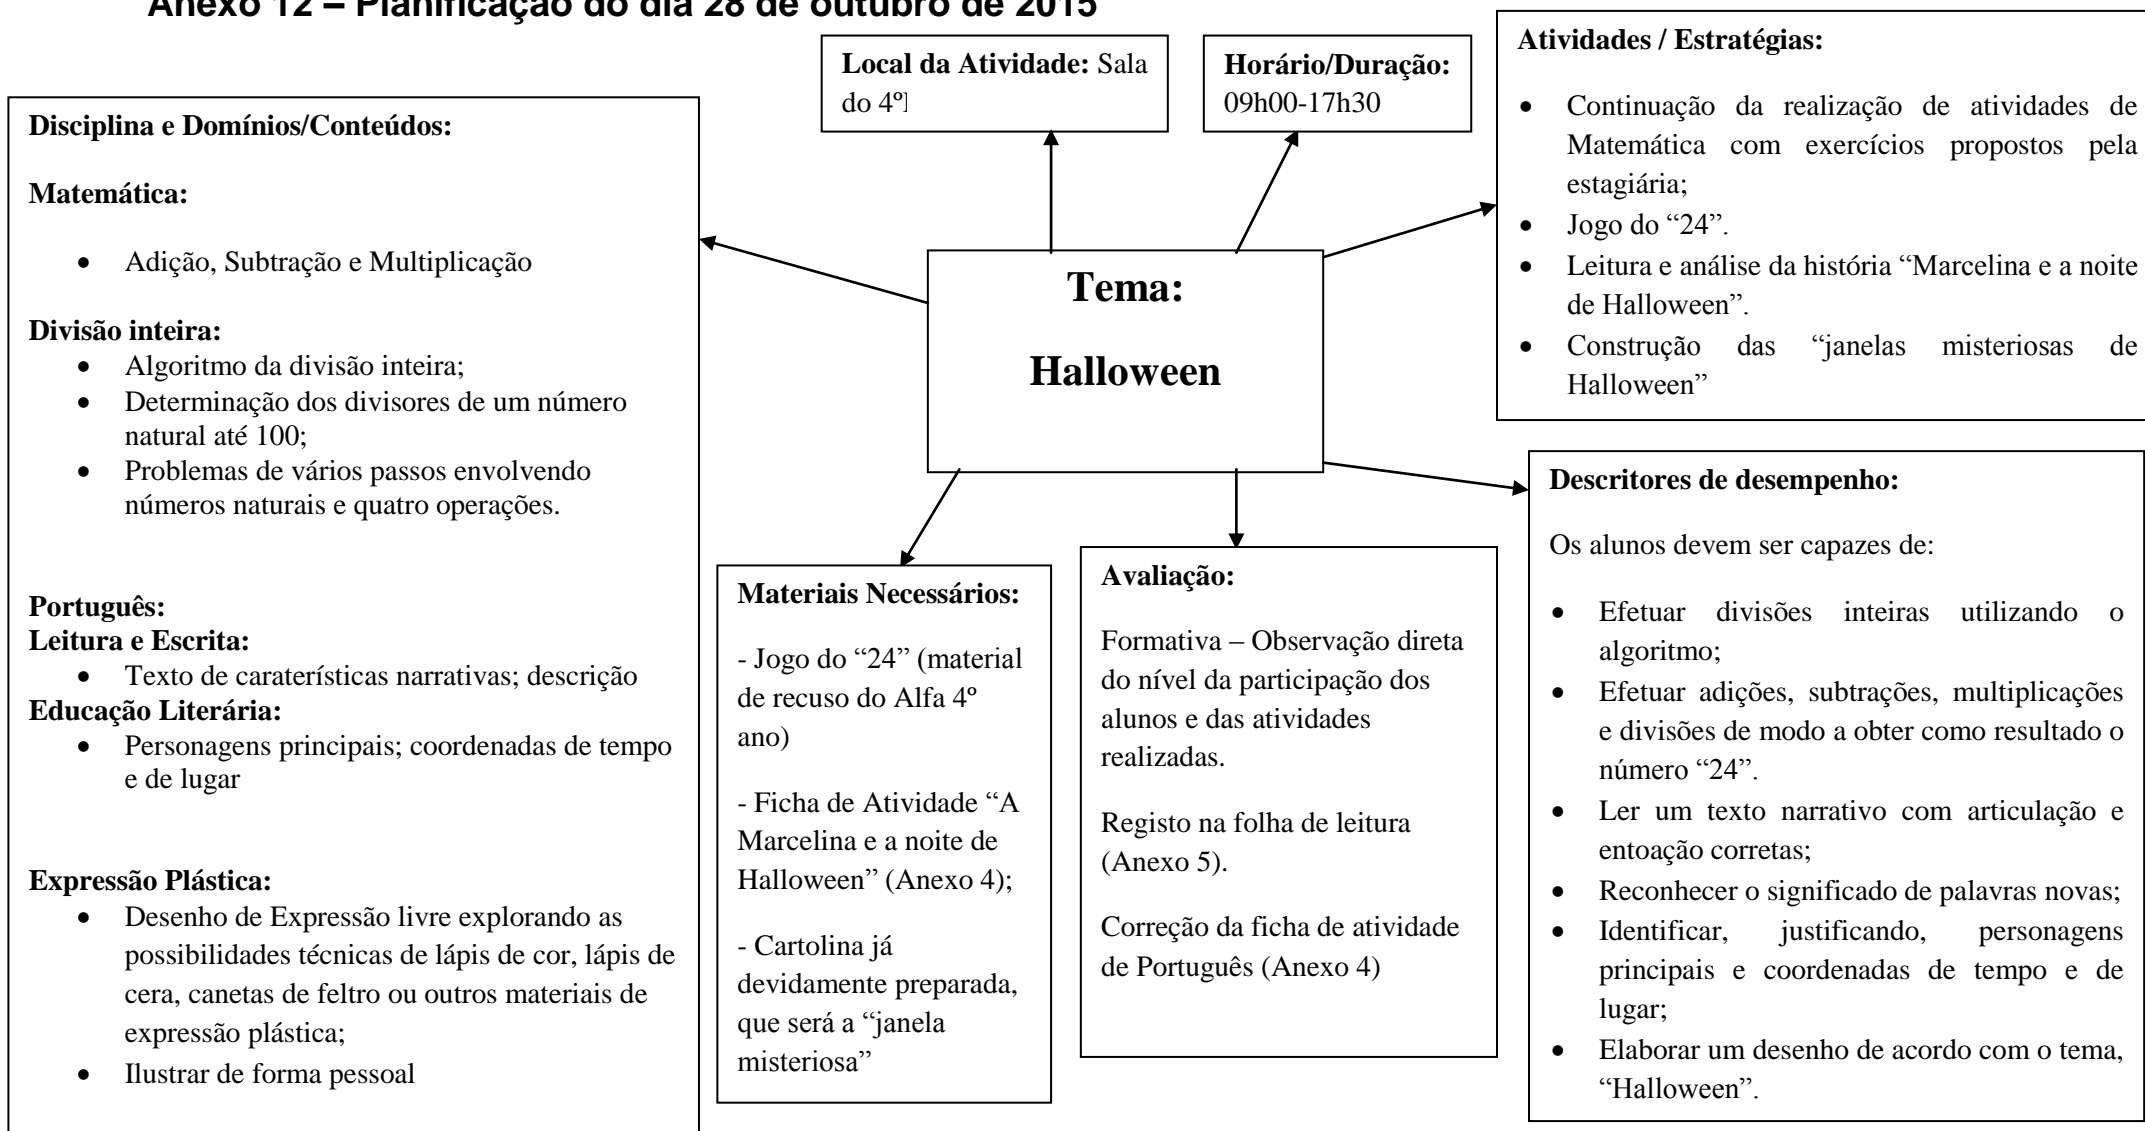 Anexo 12 – Planificação do dia 28 de outubro de 2015
Local da Atividade: Sala
do 4º
Horário/Duração:
09h00-17h30
Atividades / Estratégias:
• Continuação da realização de atividades de
Matemática com exercícios propostos pela
estagiária;
• Jogo do “24”.
• Leitura e análise da história “Marcelina e a noite
de Halloween”.
• Construção das “janelas misteriosas de
Halloween”
Disciplina e Domínios/Conteúdos:
Matemática:
• Adição, Subtração e Multiplicação
Divisão inteira:
• Algoritmo da divisão inteira;
• Determinação dos divisores de um número
natural até 100;
• Problemas de vários passos envolvendo
números naturais e quatro operações.
Português:
Leitura e Escrita:
• Texto de caraterísticas narrativas; descrição
Educação Literária:
• Personagens principais; coordenadas de tempo
e de lugar
Expressão Plástica:
• Desenho de Expressão livre explorando as
possibilidades técnicas de lápis de cor, lápis de
cera, canetas de feltro ou outros materiais de
expressão plástica;
• Ilustrar de forma pessoal
Tema:
Halloween
Materiais Necessários:
- Jogo do “24” (material
de recuso do Alfa 4º
ano)
- Ficha de Atividade “A
Marcelina e a noite de
Halloween” (Anexo 4);
- Cartolina já
devidamente preparada,
que será a “janela
misteriosa”
Avaliação:
Formativa – Observação direta
do nível da participação dos
alunos e das atividades
realizadas.
Registo na folha de leitura
(Anexo 5).
Correção da ficha de atividade
de Português (Anexo 4)
Descritores de desempenho:
Os alunos devem ser capazes de:
• Efetuar divisões inteiras utilizando o
algoritmo;
• Efetuar adições, subtrações, multiplicações
e divisões de modo a obter como resultado o
número “24”.
• Ler um texto narrativo com articulação e
entoação corretas;
• Reconhecer o significado de palavras novas;
• Identificar, justificando, personagens
principais e coordenadas de tempo e de
lugar;
• Elaborar um desenho de acordo com o tema,
“Halloween”.